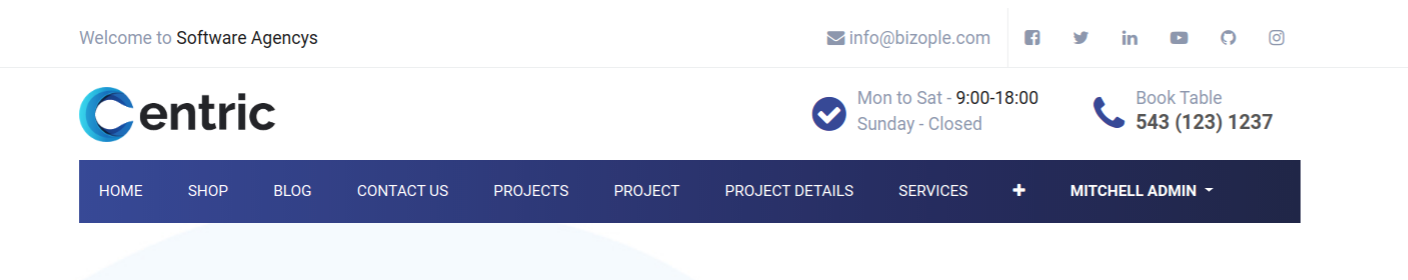 Welcome to Software Agencys
info@bizople.com
Centric
Mon to Sat - 9:00-18:00
Sunday - Closed
Book Table
543 (123) 1237
HOME SHOP BLOG CONTACT US PROJECTS PROJECT PROJECT DETAILS SERVICES MITCHELL ADMIN